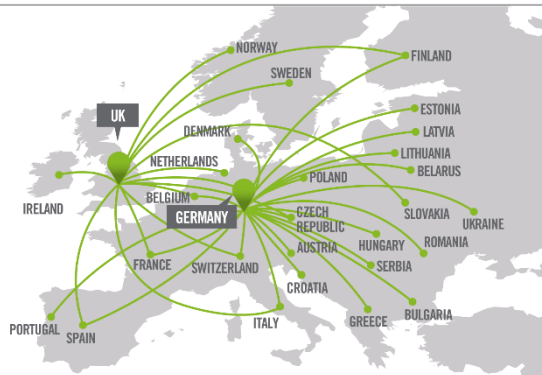 NORWAY
FINLAND
SWEDEN
UK
ESTONIA
DENMARK
LATVIA
LITHUANIA
NETHERLANDS
BELARUS
POLAND
BELGIUM
IRELAND
SLOVAKIA
GERMANY
CZECH
REPUBLIC
UKRAINE
HUNGARY
AUSTRIA
ROMANIA
FRANCE
SWITZERLAND
SERBIA
CROATIA
PORTUGAL
SPAIN
ITALY
GREECE
BULGARIA